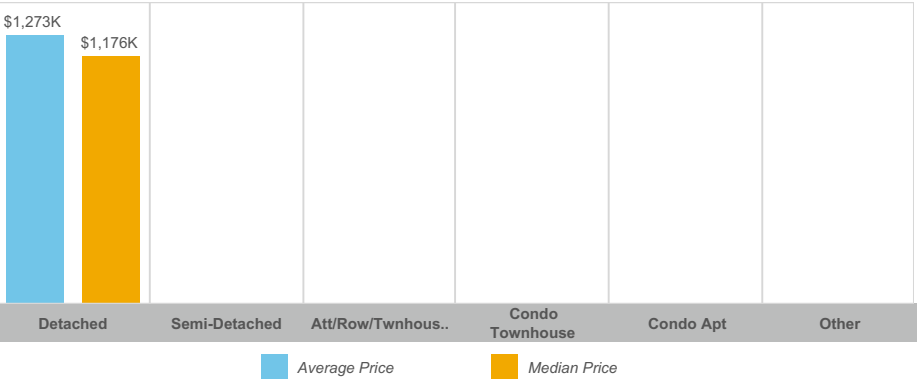 $1,273K
$1,176K
Detached
Semi-Detached
Att/Row/Twnhous..
Condo
Townhouse
Condo Apt
Other
Average Price
Median Price